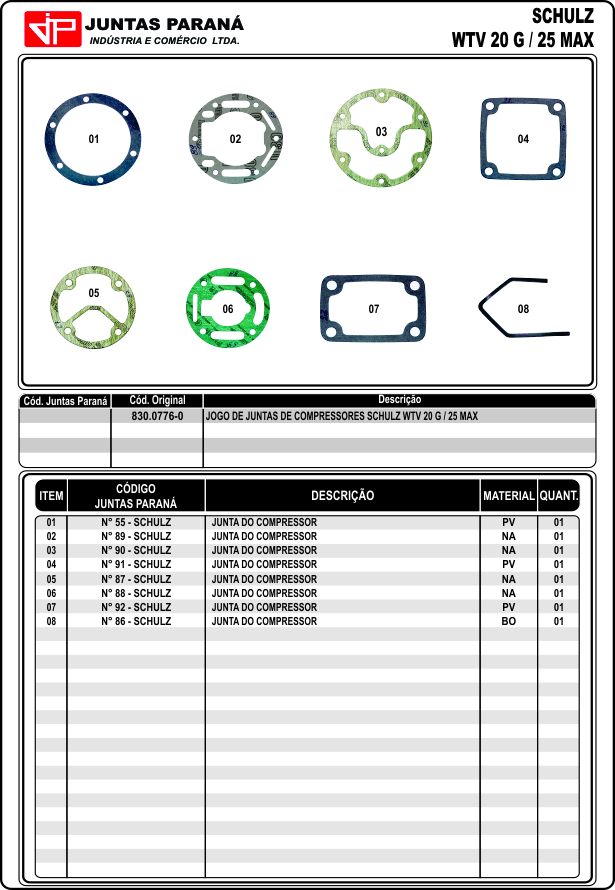 JP JUNTAS PARANÁ
INDÚSTRIA E COMÉRCIO LTDA.
SCHULZ
WTV 20 G / 25 MAX
01 02 03 04
05 06 07 08
Cód. Juntas Paraná Cód. Original Descrição
830.0776-0 JOGO DE JUNTAS DE COMPRESSORES SCHULZ WTV 20 G / 25 MAX
ITEM CÓDIGO JUNTAS PARANÁ DESCRIÇÃO MATERIAL QUANT.
01 N° 55 - SCHULZ JUNTA DO COMPRESSOR PV 01
02 N° 89 - SCHULZ JUNTA DO COMPRESSOR NA 01
03 N° 90 - SCHULZ JUNTA DO COMPRESSOR NA 01
04 N° 91 - SCHULZ JUNTA DO COMPRESSOR PV 01
05 N° 87 - SCHULZ JUNTA DO COMPRESSOR NA 01
06 N° 88 - SCHULZ JUNTA DO COMPRESSOR NA 01
07 N° 92 - SCHULZ JUNTA DO COMPRESSOR PV 01
08 N° 86 - SCHULZ JUNTA DO COMPRESSOR BO 01